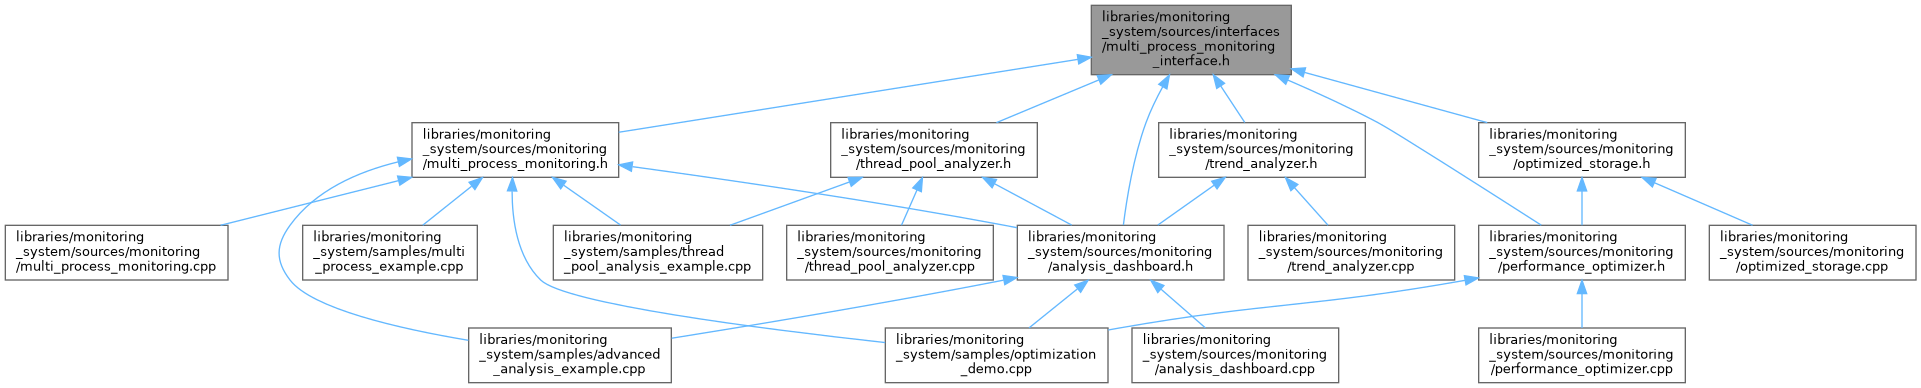 libraries/monitoring
_system/sources/interfaces
/multi_process_monitoring
_interface.h
libraries/monitoring
_system/sources/monitoring
/multi_process_monitoring.h
libraries/monitoring
_system/sources/monitoring
/thread_pool_analyzer.h
libraries/monitoring
_system/sources/monitoring
/trend_analyzer.h
libraries/monitoring
_system/sources/monitoring
/optimized_storage.h
libraries/monitoring
_system/sources/monitoring
/multi_process_monitoring.cpp
libraries/monitoring
_system/samples/multi
_process_example.cpp
libraries/monitoring
_system/samples/thread
_pool_analysis_example.cpp
libraries/monitoring
_system/sources/monitoring
/thread_pool_analyzer.cpp
libraries/monitoring
_system/sources/monitoring
/analysis_dashboard.h
libraries/monitoring
_system/sources/monitoring
/trend_analyzer.cpp
libraries/monitoring
_system/sources/monitoring
/performance_optimizer.h
libraries/monitoring
_system/sources/monitoring
/optimized_storage.cpp
libraries/monitoring
_system/samples/advanced
_analysis_example.cpp
libraries/monitoring
_system/samples/optimization
_demo.cpp
libraries/monitoring
_system/sources/monitoring
/analysis_dashboard.cpp
libraries/monitoring
_system/sources/monitoring
/performance_optimizer.cpp